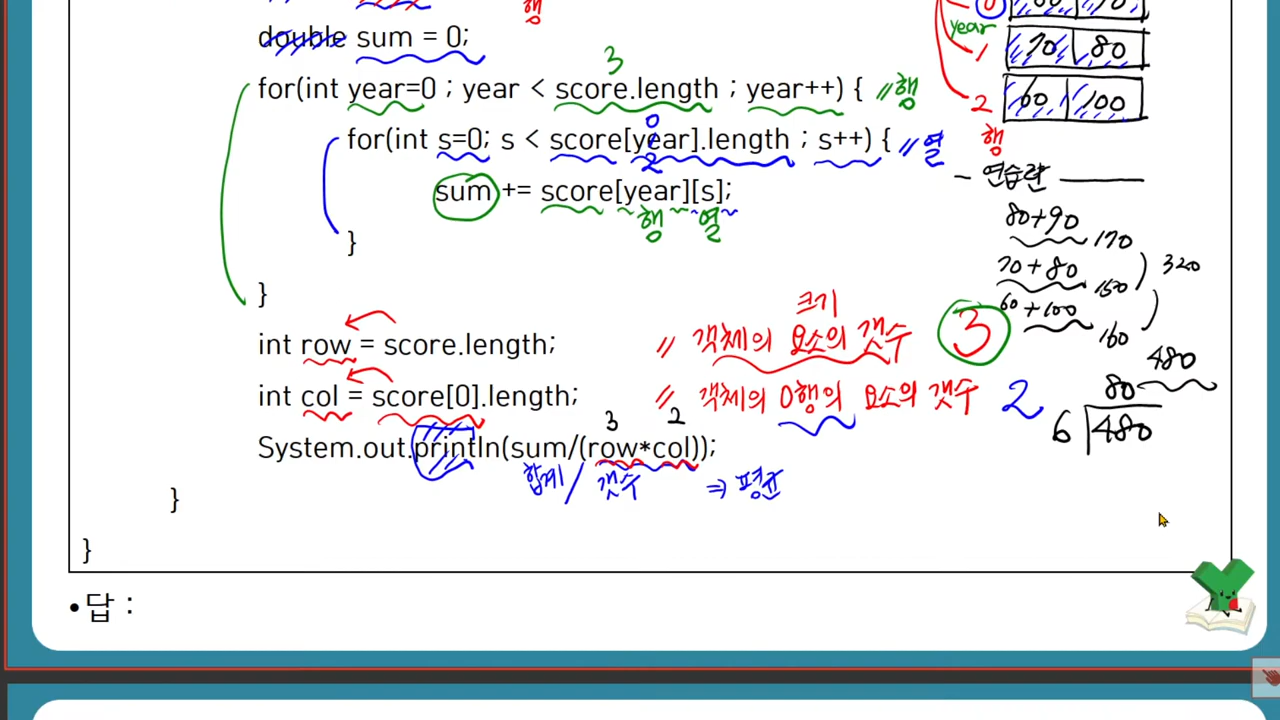 행
double sum = 0;
year
70 80
1
3
for(int year=0 ; year < score.length ; year++) { //행
60 100
2
행
0
for(int s=0; s < score[year].length ; s++) { //열
2
- 연습란
sum += score[year][s];
행 열
80+90
170
}
70+80
150
320
}
60+100
160
크기
int row = score.length; // 객체의 요소의 갯수 3
480
int col = score[0].length; // 객체의 0행의 요소의 갯수 2
80
6 480
3 2
System.out.println(sum/(row*col));
합계/ 갯수 ⇒ 평균
}
}
•답 :